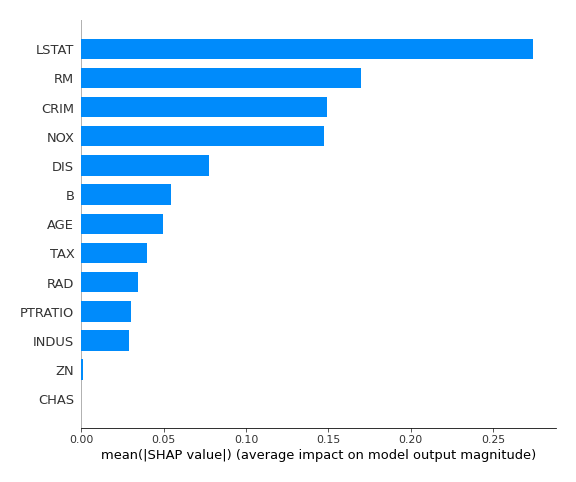 LSTAT
RM
CRIM
NOX
DIS
B
AGE
TAX
RAD
PTRATIO
INDUS
ZN
CHAS
0.00 0.05 0.10 0.15 0.20 0.25
mean(|SHAP value|) (average impact on model output magnitude)